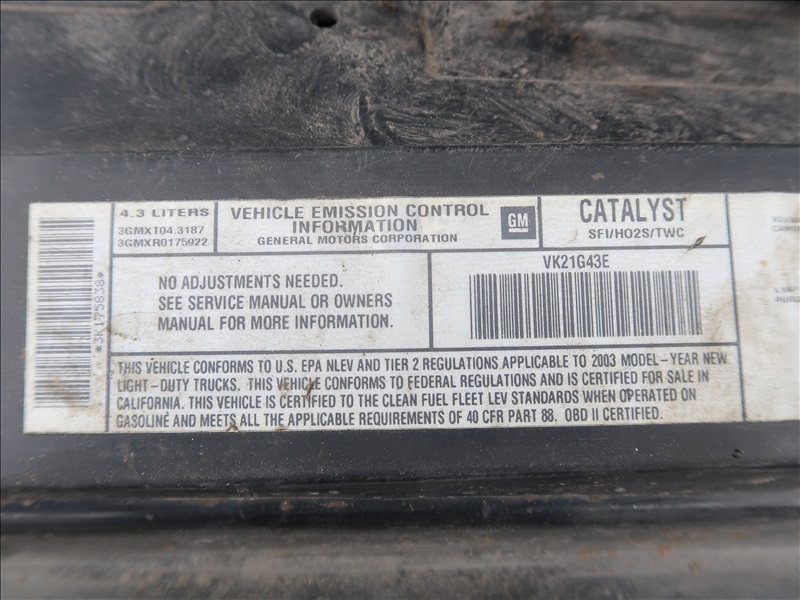 *3K175838*
4.3 LITERS
3GMXT04.3187
3GMXR0175922
VEHICLE EMISSION CONTROL
INFORMATION
GENERAL MOTORS CORPORATION
GM
CATALYST
SFI/HO2S/TWC
NO ADJUSTMENTS NEEDED.
SEE SERVICE MANUAL OR OWNERS
MANUAL FOR MORE INFORMATION.
VK21G43E
THIS VEHICLE CONFORMS TO U.S. EPA NLEV AND TIER 2 REGULATIONS APPLICABLE TO 2003 MODEL-YEAR NEW
LIGHT-DUTY TRUCKS. THIS VEHICLE CONFORMS TO FEDERAL REGULATIONS AND IS CERTIFIED FOR SALE IN
CALIFORNIA. THIS VEHICLE IS CERTIFIED TO THE CLEAN FUEL FLEET LEV STANDARDS WHEN OPERATED ON
GASOLINE AND MEETS ALL THE APPLICABLE REQUIREMENTS OF 40 CFR PART 88. OBD II CERTIFIED.